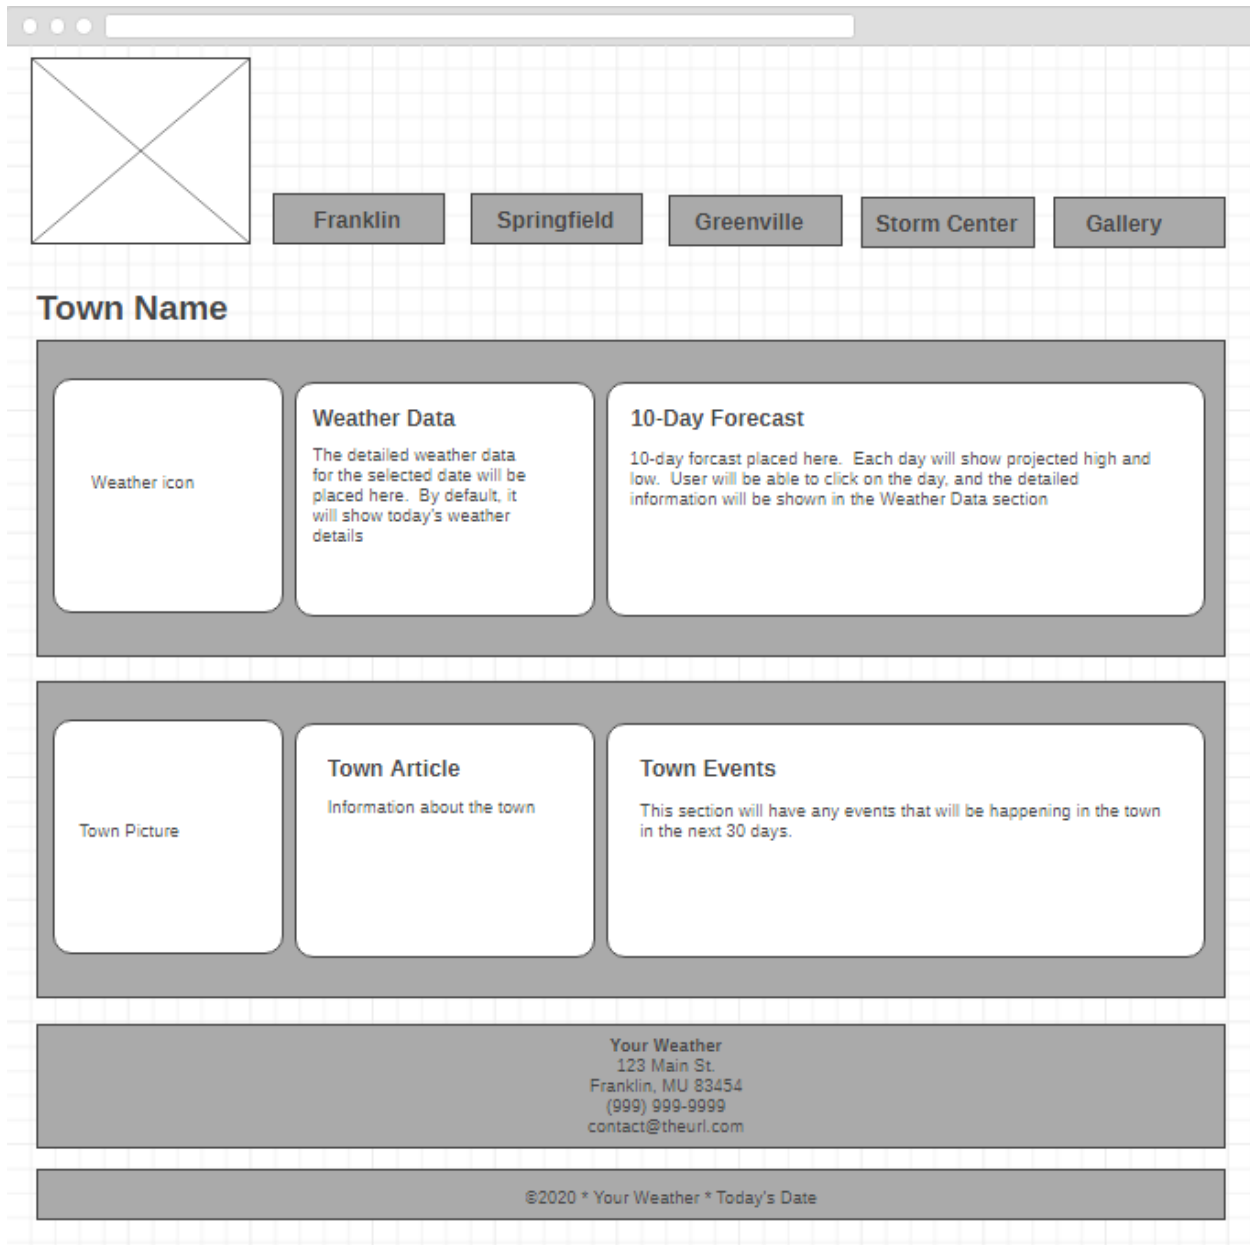 Franklin
Springfield
Greenville
Storm Center
Gallery
Town Name
Weather icon
Weather Data
The detailed weather data
for the selected date will be
placed here.  By default, it
will show today's weather
details
10-Day Forecast
10-day forcast placed here.  Each day will show projected high and
low.  User will be able to click on the day, and the detailed
information will be shown in the Weather Data section
Town Picture
Town Article
Information about the town
Town Events
This section will have any events that will be happening in the town
in the next 30 days.
Your Weather
123 Main St.
Franklin, MU 83454
(999) 999-9999
contact@theurl.com
©2020 * Your Weather * Today's Date